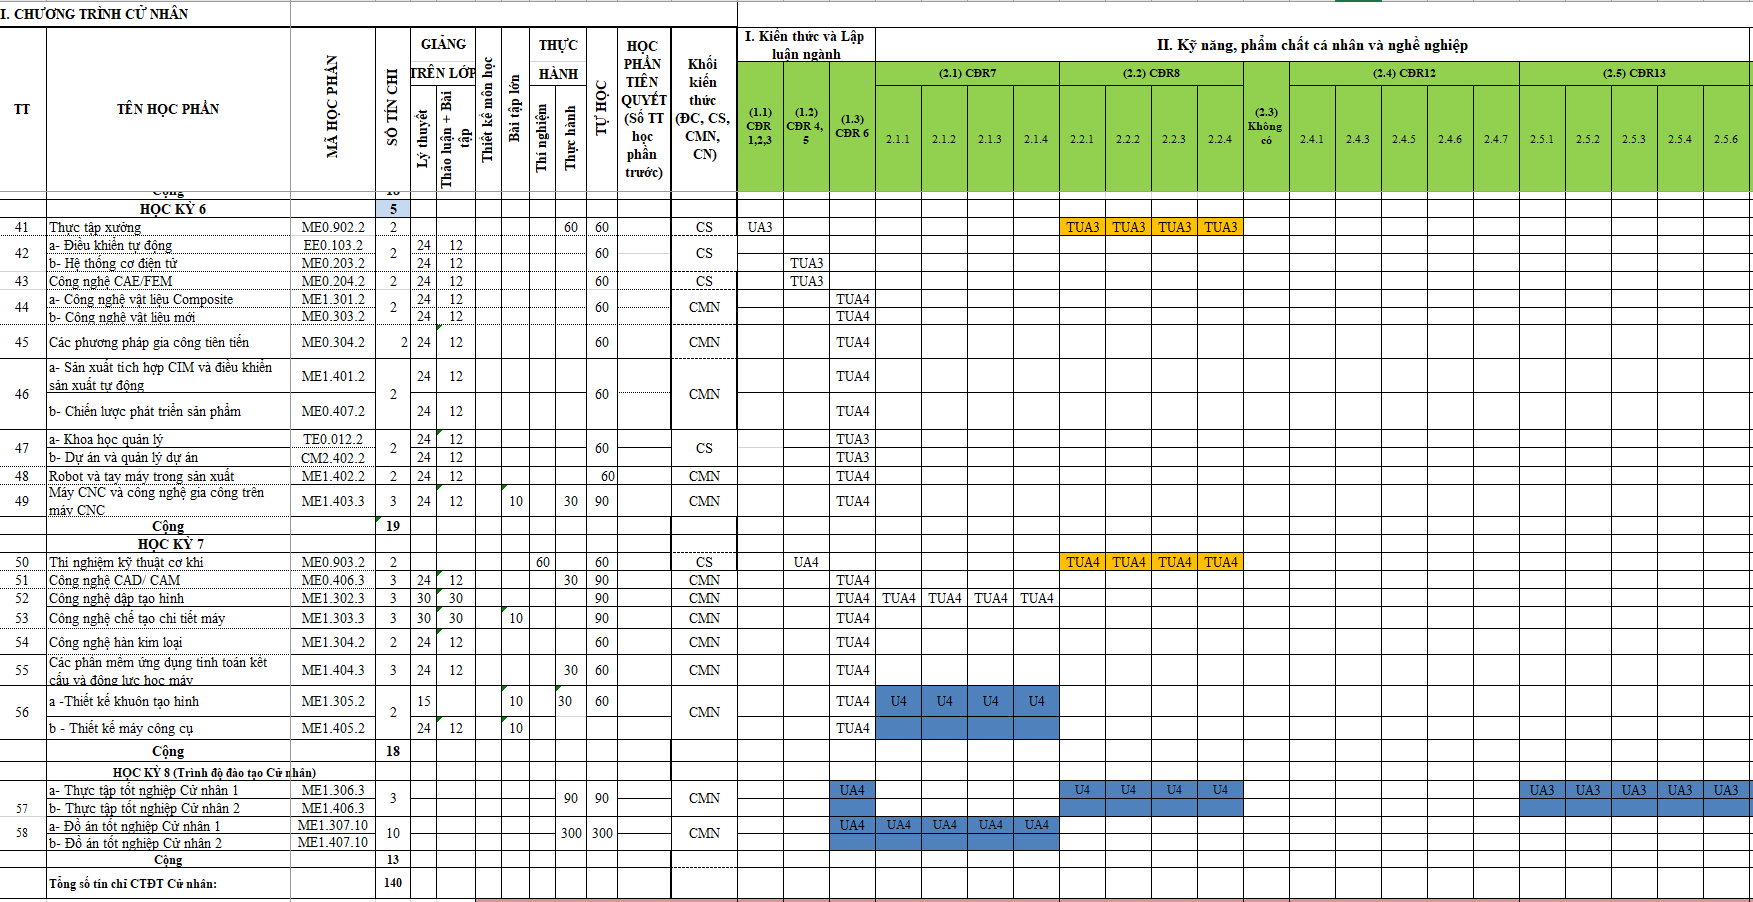 I. CHƯƠNG TRÌNH CỬ NHÂN
TT
TÊN HỌC PHẦN
MÃ HỌC PHẦN
SỐ TÍN CHỈ
GIẢNG
TRÊN LỚP
Lý thuyết
Thảo luận + Bài tập
Thiết kế môn học
Bài tập lớn
THỰC
HÀNH
Thí nghiệm
Thực hành
TỰ HỌC
HỌC PHẦN TIÊN QUYẾT (Số TT học phần trước)
Khối kiến thức (ĐC, CS, CMN, CN)
I. Kiến thức và Lập luận ngành
(1.1) CĐR 1,2,3
(1.2) CĐR 4, 5
(1.3) CĐR 6
II. Kỹ năng, phẩm chất cá nhân và nghề nghiệp
(2.1) CĐR7
2.1.1 2.1.2 2.1.3 2.1.4
(2.2) CĐR8
2.2.1 2.2.2 2.2.3 2.2.4
(2.3) Không có
(2.4) CĐR12
2.4.1 2.4.3 2.4.5 2.4.6 2.4.7
(2.5) CĐR13
2.5.1 2.5.2 2.5.3 2.5.4 2.5.6
Cộng
HỌC KỲ 6 5
41 Thực tập xưởng ME0.902.2 2 60 60 CS UA3 TUA3 TUA3 TUA3 TUA3
42 a- Điều khiển tự động EE0.103.2 2 24 12 60 CS
b- Hệ thống cơ điện tử ME0.203.2 24 12 TUA3
43 Công nghệ CAE/FEM ME0.204.2 2 24 12 60 CS TUA3
44 a- Công nghệ vật liệu Composite ME1.301.2 2 24 12 60 CMN TUA4
b- Công nghệ vật liệu mới ME0.303.2 24 12 TUA4
45 Các phương pháp gia công tiên tiến ME0.304.2 2 24 12 60 CMN TUA4
46 a- Sản xuất tích hợp CIM và điều khiển
sản xuất tự động ME1.401.2 2 24 12 60 CMN TUA4
b- Chiến lược phát triển sản phẩm ME0.407.2 24 12 TUA4
47 a- Khoa học quản lý TE0.012.2 2 24 12 60 CS TUA3
b- Dự án và quản lý dự án CM2.402.2 24 12 TUA3
48 Robot và tay máy trong sản xuất ME1.402.2 2 24 12 60 CMN TUA4
49 Máy CNC và công nghệ gia công trên
máy CNC ME1.403.3 3 24 12 10 30 90 CMN TUA4
Cộng 19
HỌC KỲ 7
50 Thí nghiệm kỹ thuật cơ khí ME0.903.2 2 60 60 CS UA4 TUA4 TUA4 TUA4 TUA4
51 Công nghệ CAD/ CAM ME0.406.3 3 24 12 30 90 CMN TUA4
52 Công nghệ dập tạo hình ME1.302.3 3 30 30 90 CMN TUA4 TUA4 TUA4 TUA4 TUA4
53 Công nghệ chế tạo chi tiết máy ME1.303.3 3 30 30 10 90 CMN TUA4
54 Công nghệ hàn kim loại ME1.304.2 2 24 12 60 CMN TUA4
55 Các phần mềm ứng dụng tính toán kết
cấu và động lực học máy ME1.404.3 3 24 12 30 60 CMN TUA4
56 a -Thiết kế khuôn tạo hình ME1.305.2 2 15 10 30 60 CMN TUA4 U4 U4 U4 U4
b - Thiết kế máy công cụ ME1.405.2 24 12 10 TUA4
Cộng 18
HỌC KỲ 8 (Trình độ đào tạo Cử nhân)
57 a- Thực tập tốt nghiệp Cử nhân 1 ME1.306.3 3 90 90 CMN UA4 U4 U4 U4 U4 UA3 UA3 UA3 UA3 UA3
b- Thực tập tốt nghiệp Cử nhân 2 ME1.406.3
58 a- Đồ án tốt nghiệp Cử nhân 1 ME1.307.10 10 300 300 CMN UA4 UA4 UA4 UA4 UA4
b- Đồ án tốt nghiệp Cử nhân 2 ME1.407.10
Cộng 13
Tổng số tín chỉ CTĐT Cử nhân: 140